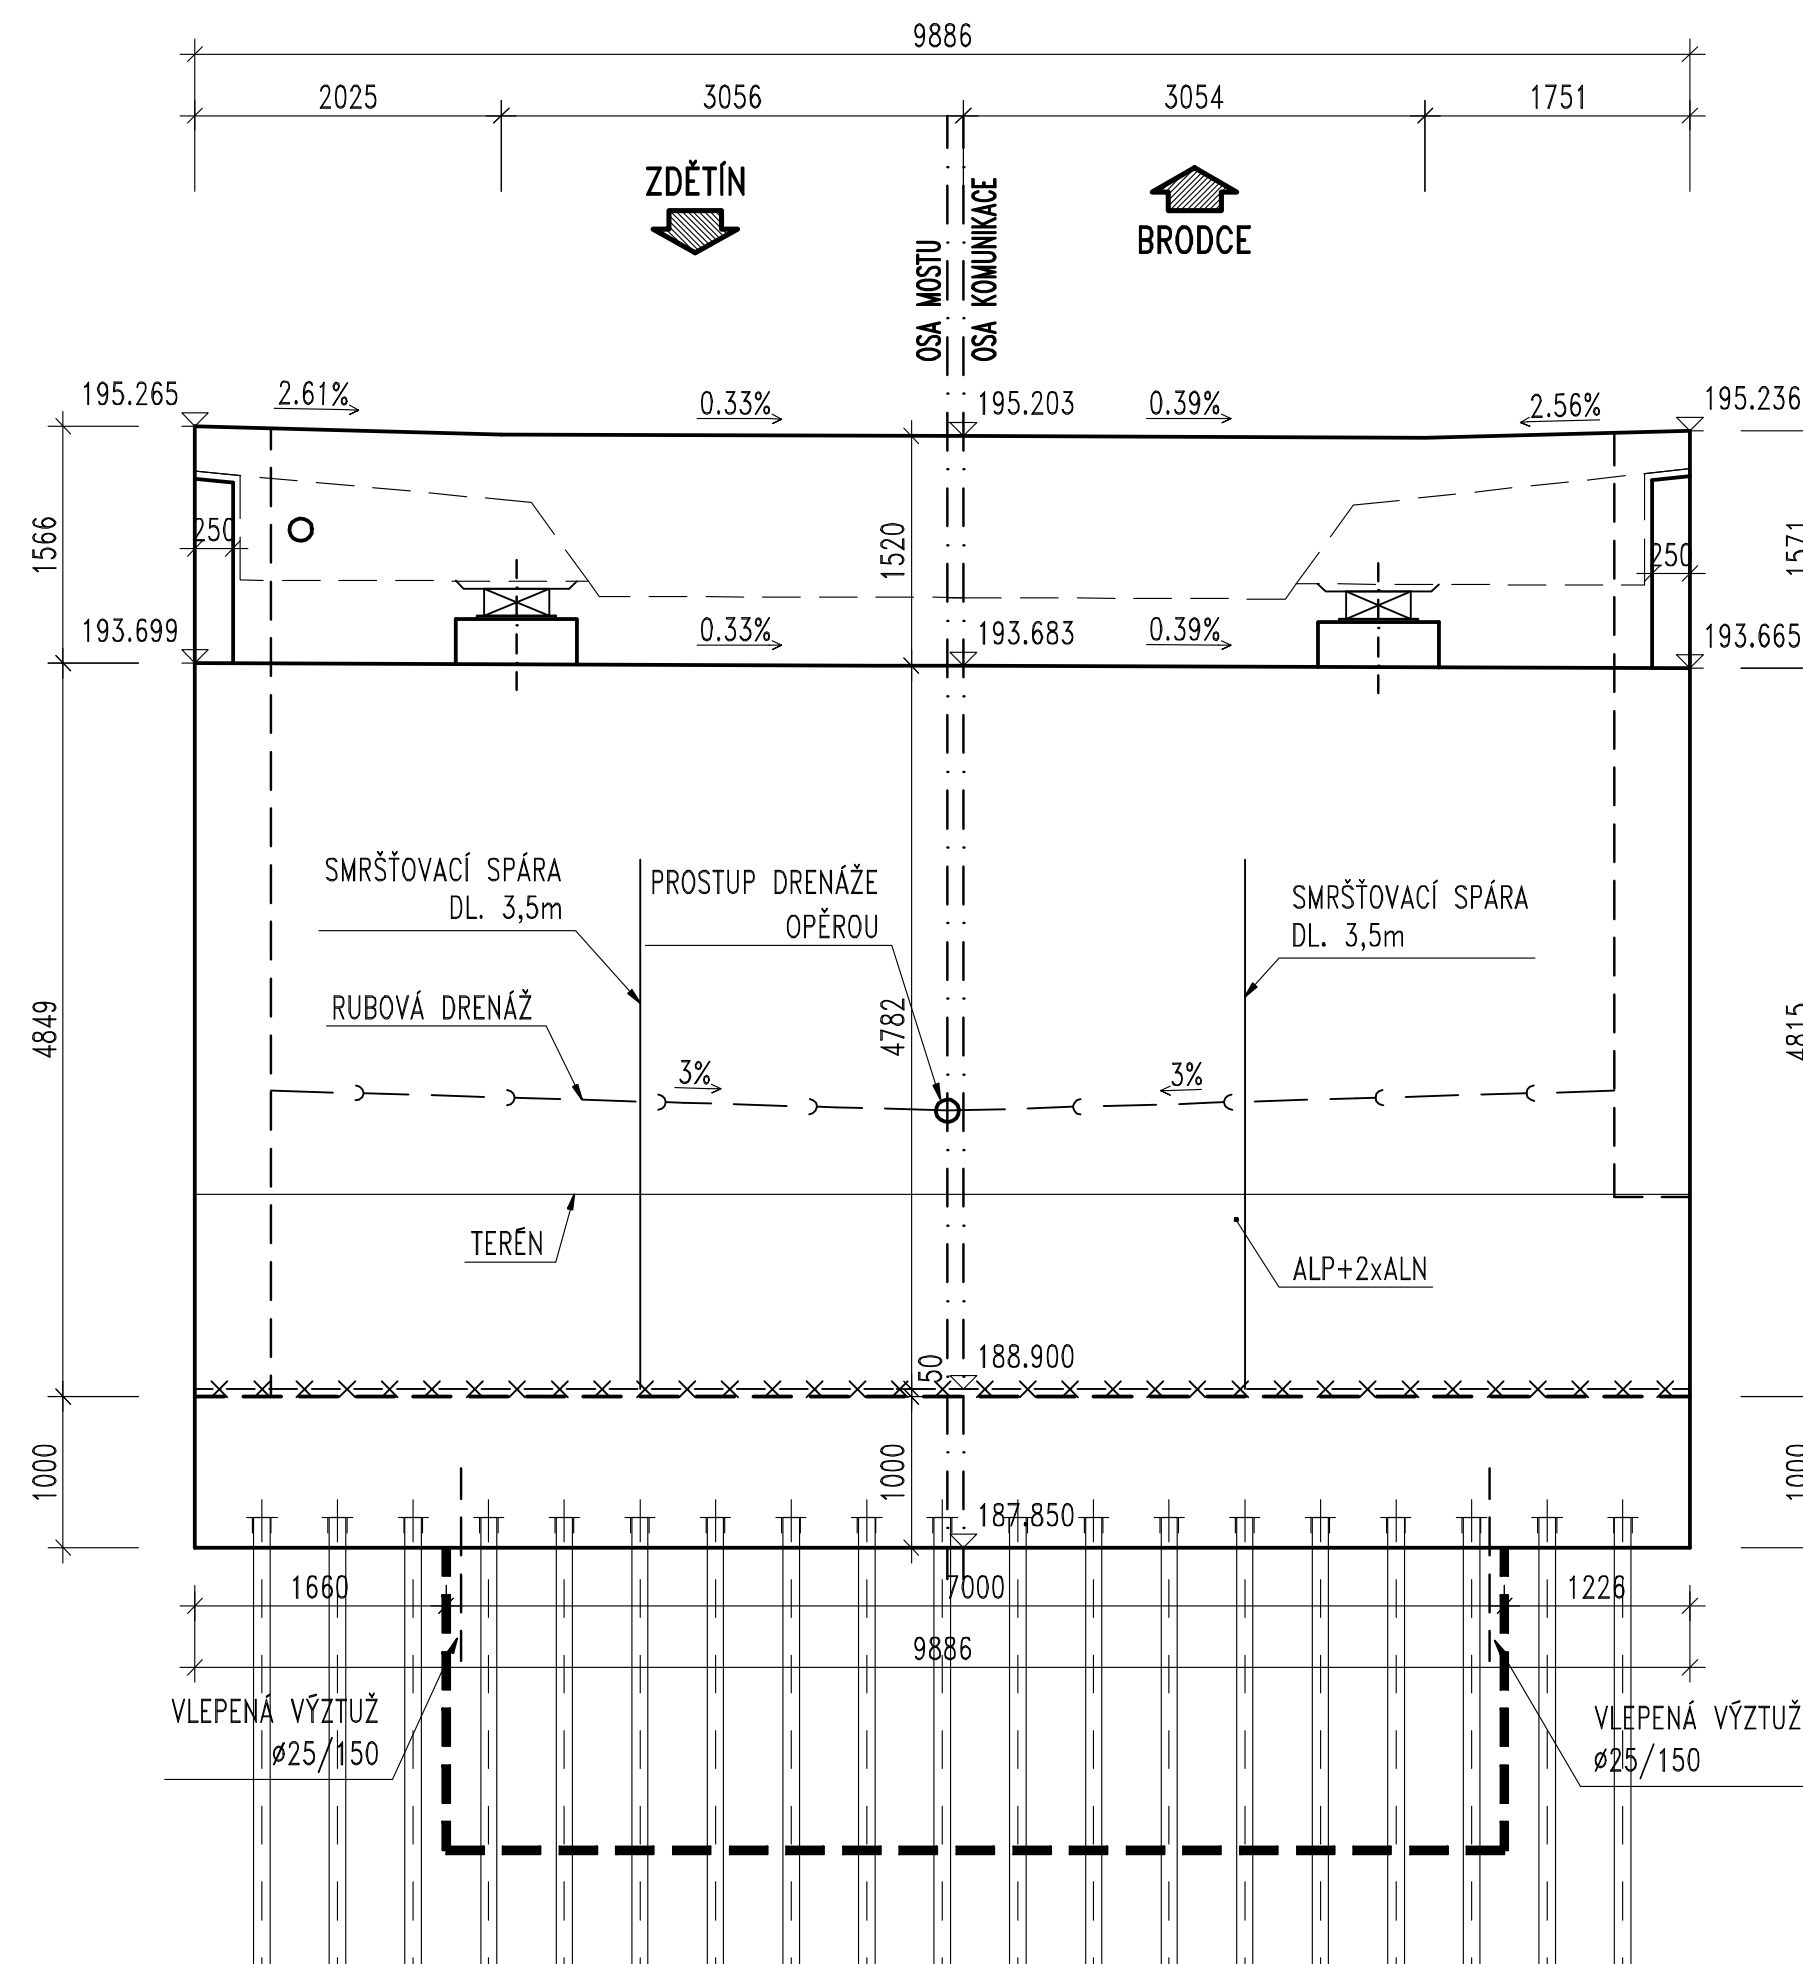 9886
2025
3056
3054
1751
ZDĚTÍN
BRODCE
OSA MOSTU
OSA KOMUNIKACE
195.265
2.61%
0.33%
195.203
0.39%
2.56%
195.236
1566
250
1520
250
1571
193.699
0.33%
193.683
0.39%
193.665
SMRŠŤOVACÍ SPÁRA
DL. 3,5m
PROSTUP DRENÁŽE
OPĚROU
SMRŠŤOVACÍ SPÁRA
DL. 3,5m
RUBOVÁ DRENÁŽ
4849
4782
4815
3%
3%
TERÉN
ALP+2xALN
50
188.900
1000
1000
1000
187.850
1660
7000
1226
9886
VLEPENÁ VÝZTUŽ
ø25/150
VLEPENÁ VÝZTUŽ
ø25/150